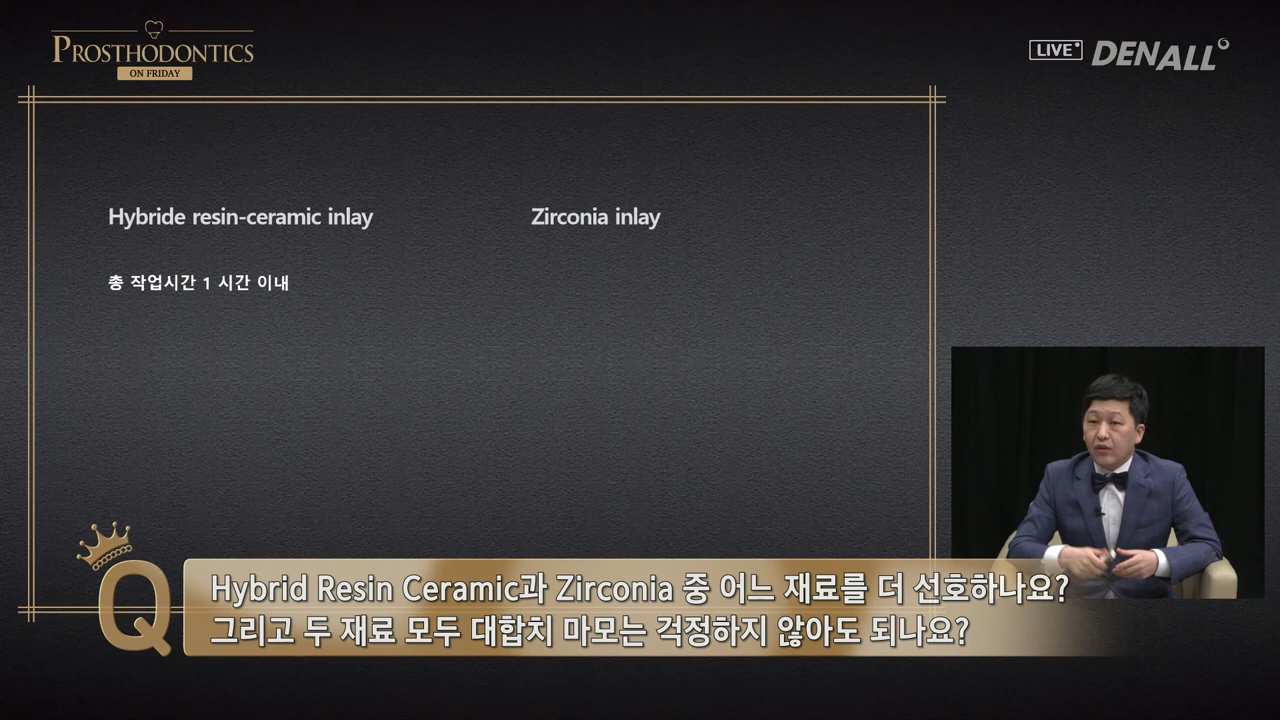 PROSTHODONTICS
ON FRIDAY
LIVE
DENALL
Hybride resin-ceramic inlay
Zirconia inlay
총 작업시간 1 시간 이내
Q
Hybrid Resin Ceramic과 Zirconia 중 어느 재료를 더 선호하나요?
그리고 두 재료 모두 대합치 마모는 걱정하지 않아도 되나요?